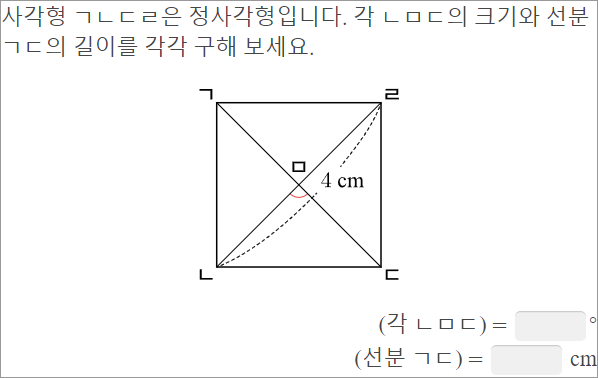 사각형 ㄱㄴㄷㄹ은 정사각형입니다. 각 ㄴㅁㄷ의 크기와 선분
ㄱㄷ의 길이를 각각 구해 보세요.
ㄱ ㄹ
ㅁ
4 cm
ㄴ ㄷ
(각 ㄴㅁㄷ) = °
(선분 ㄱㄷ) = cm